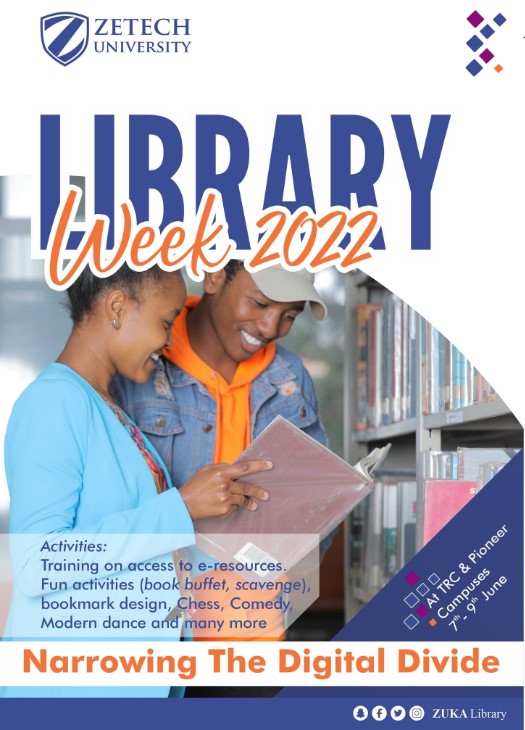 ZETECH
UNIVERSITY
LIBRARY
Week 2022
Activities:
Training on access to e-resources.
Fun activities (book buffet, scavenge),
bookmark design, Chess, Comedy,
Modern dance and many more
At TRC & Pioneer
Campuses
7th - 9th June
Narrowing The Digital Divide
ZUKA Library